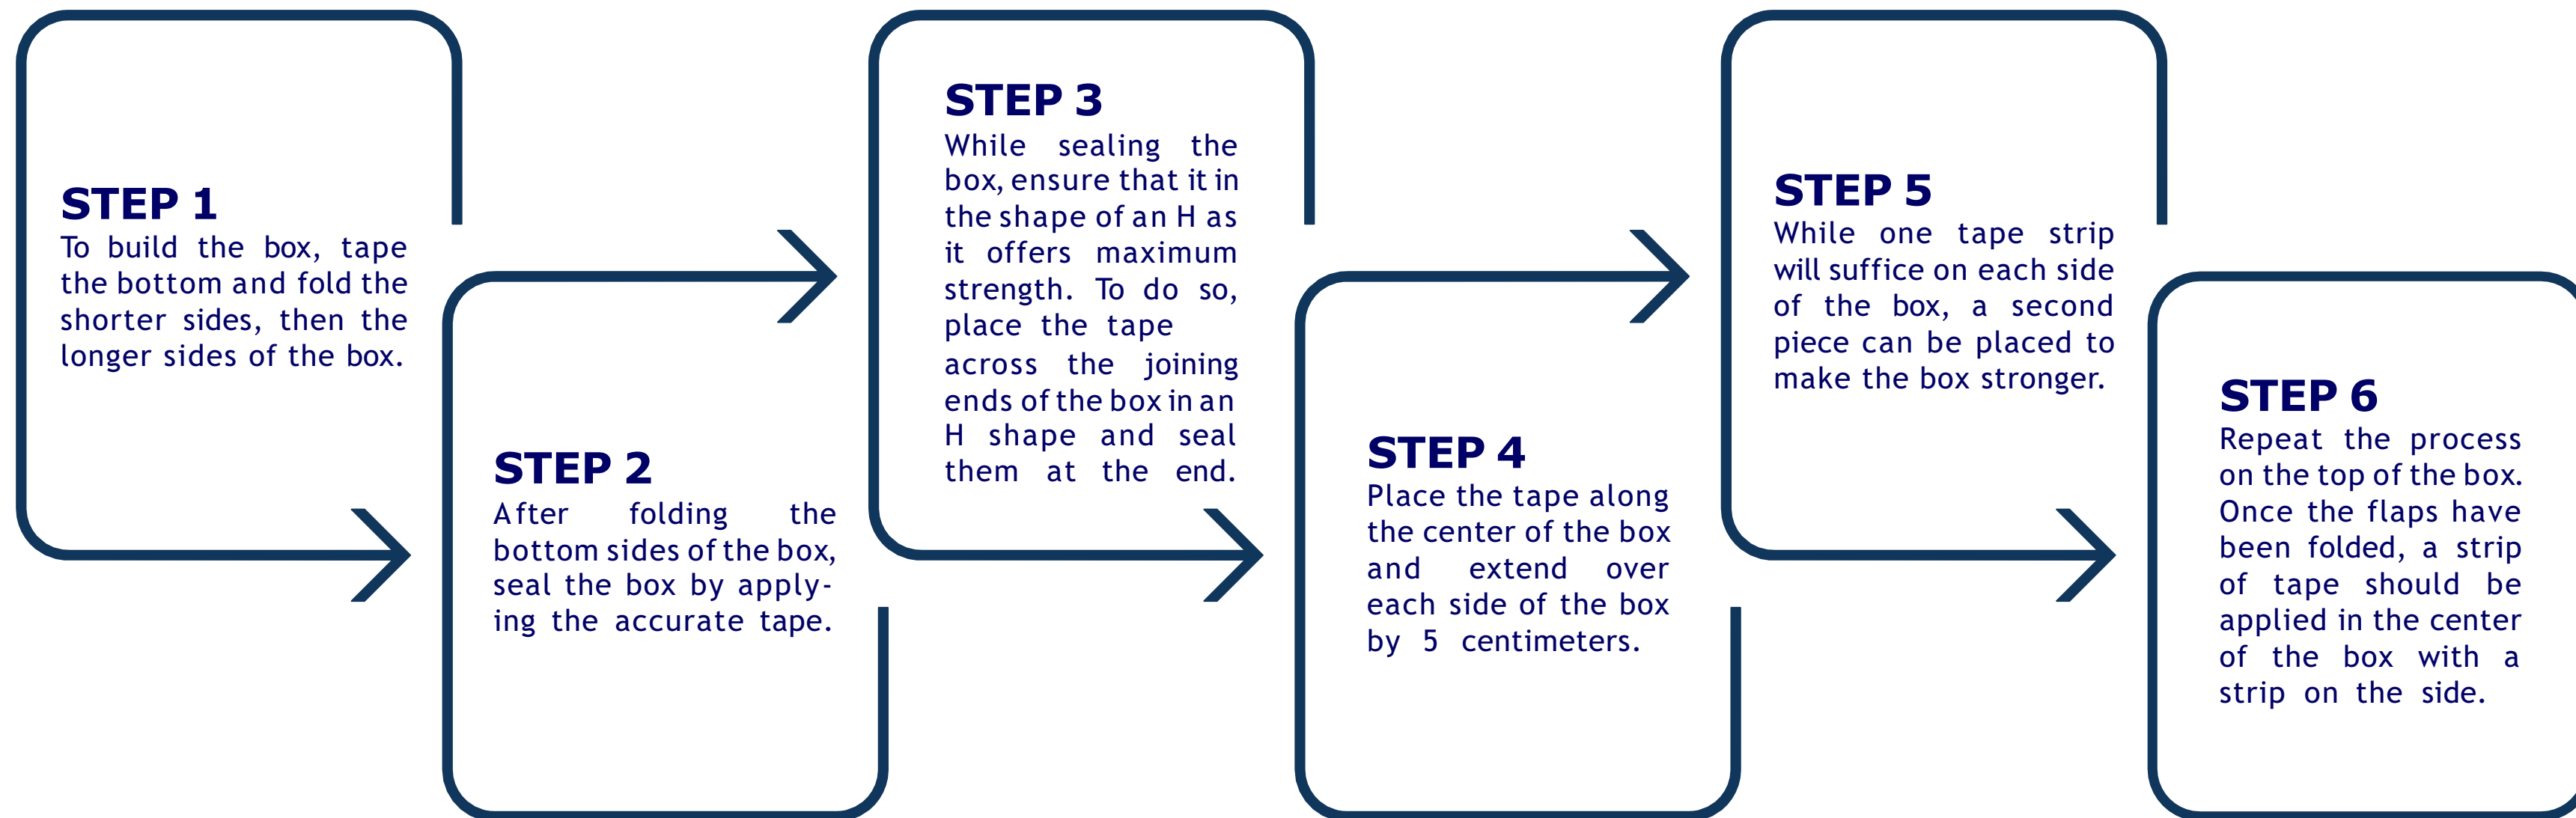 STEP 1
To build the box, tape
the bottom and fold the
shorter sides, then the
longer sides of the box.
STEP 2
After folding the
bottom sides of the box,
seal the box by apply-
ing the accurate tape.
STEP 3
While sealing the
box, ensure that it in
the shape of an H as
it offers maximum
strength. To do so,
place the tape
across the joining
ends of the box in an
H shape and seal
them at the end.
STEP 4
Place the tape along
the center of the box
and extend over
each side of the box
by 5 centimeters.
STEP 5
While one tape strip
will suffice on each side
of the box, a second
piece can be placed to
make the box stronger.
STEP 6
Repeat the process
on the top of the box.
Once the flaps have
been folded, a strip
of tape should be
applied in the center
of the box with a
strip on the side.